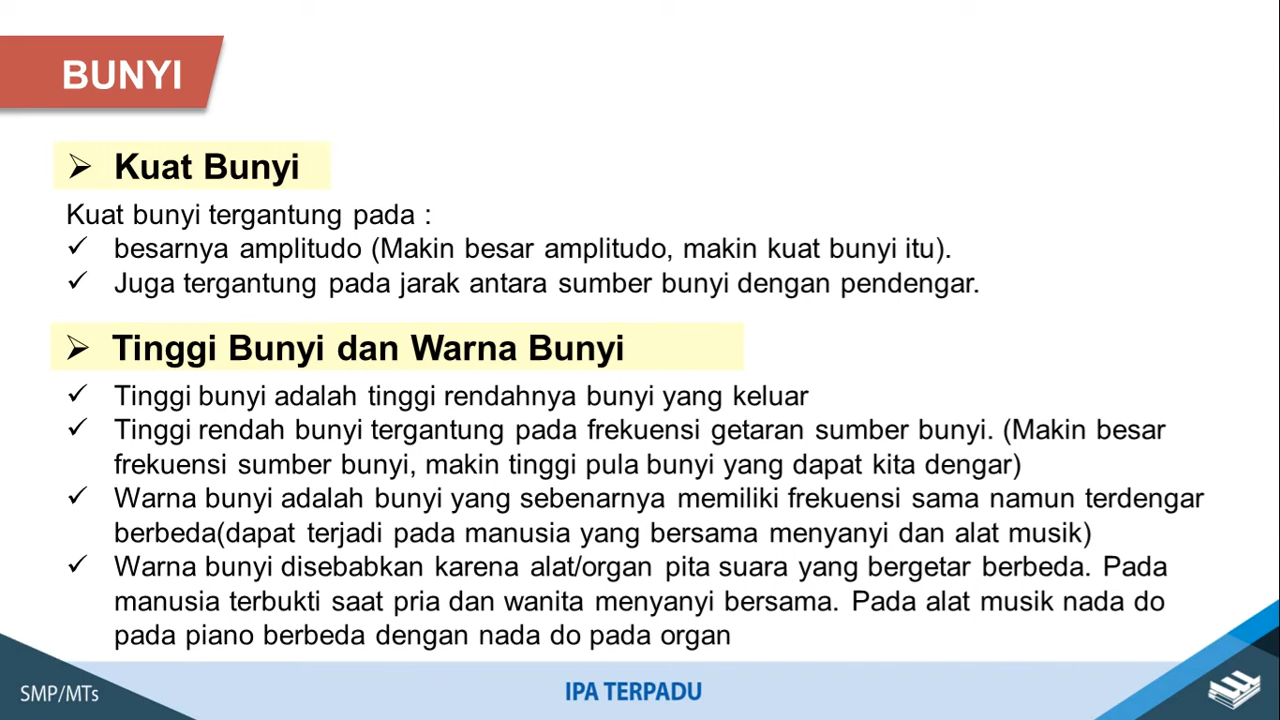 BUNYI
➢ Kuat Bunyi
Kuat bunyi tergantung pada :
✓ besarnya amplitudo (Makin besar amplitudo, makin kuat bunyi itu).
✓ Juga tergantung pada jarak antara sumber bunyi dengan pendengar.
➢ Tinggi Bunyi dan Warna Bunyi
✓ Tinggi bunyi adalah tinggi rendahnya bunyi yang keluar
✓ Tinggi rendah bunyi tergantung pada frekuensi getaran sumber bunyi. (Makin besar
frekuensi sumber bunyi, makin tinggi pula bunyi yang dapat kita dengar)
✓ Warna bunyi adalah bunyi yang sebenarnya memiliki frekuensi sama namun terdengar
berbeda(dapat terjadi pada manusia yang bersama menyanyi dan alat musik)
✓ Warna bunyi disebabkan karena alat/organ pita suara yang bergetar berbeda. Pada
manusia terbukti saat pria dan wanita menyanyi bersama. Pada alat musik nada do
pada piano berbeda dengan nada do pada organ
SMP/MTs
IPA TERPADU